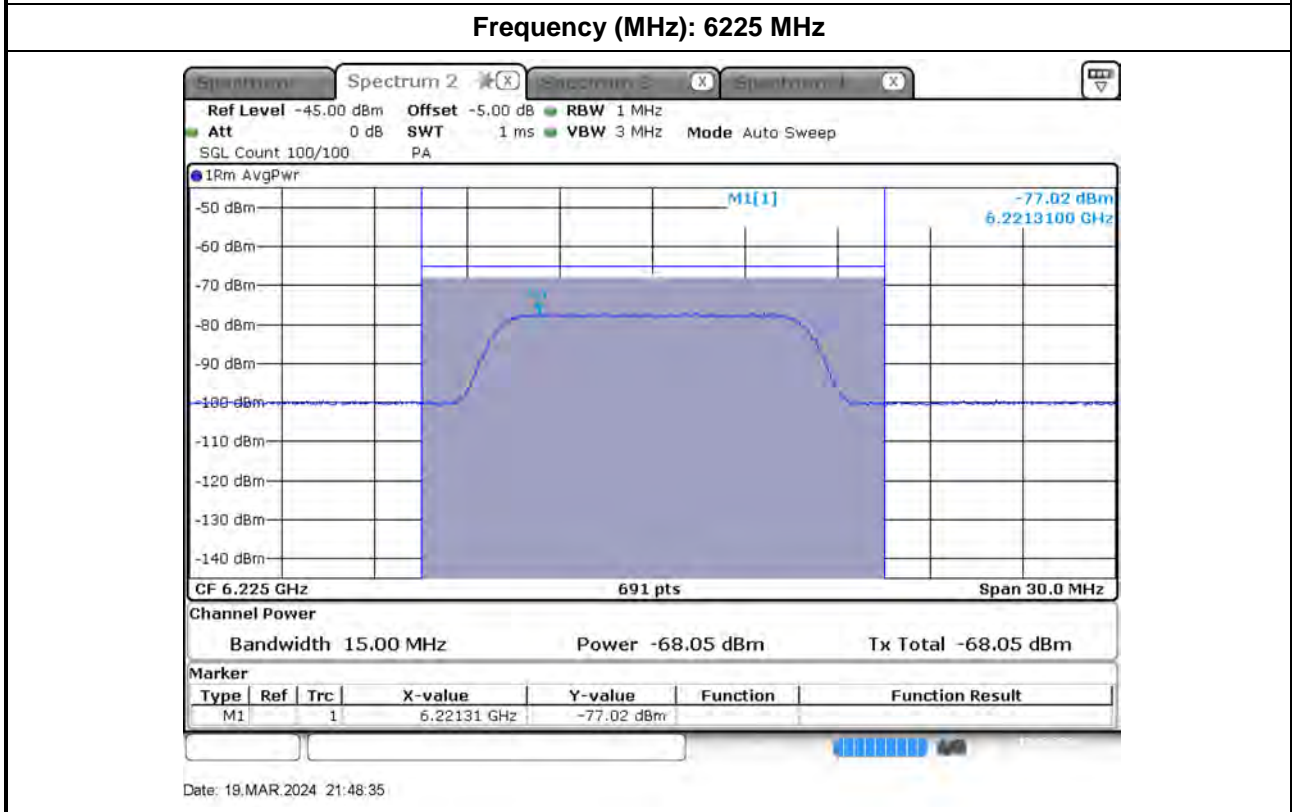 Frequency (MHz): 6225 MHz
Spectrum 2 X X X
Ref Level -45.00 dBm Offset -5.00 dB RBW 1 MHz
Att 0 dB SWT 1 ms VBW 3 MHz Mode Auto Sweep
SGL Count 100/100 PA
1Rm AvgPwr
M1[1] -77.02 dBm
6.2213100 GHz
-50 dBm
-60 dBm
-70 dBm
-80 dBm
-90 dBm
-100 dBm
-110 dBm
-120 dBm
-130 dBm
-140 dBm
CF 6.225 GHz 691 pts Span 30.0 MHz
Channel Power
Bandwidth 15.00 MHz Power -68.05 dBm Tx Total -68.05 dBm
Marker
Type Ref Trc X-value Y-value Function Function Result
M1 1 6.22131 GHz -77.02 dBm
Date: 19.MAR.2024 21:48:35